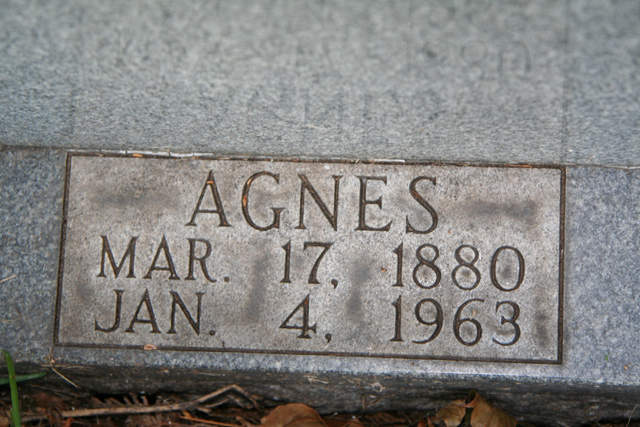 AGNES
MAR. 17, 1880
JAN. 4, 1963